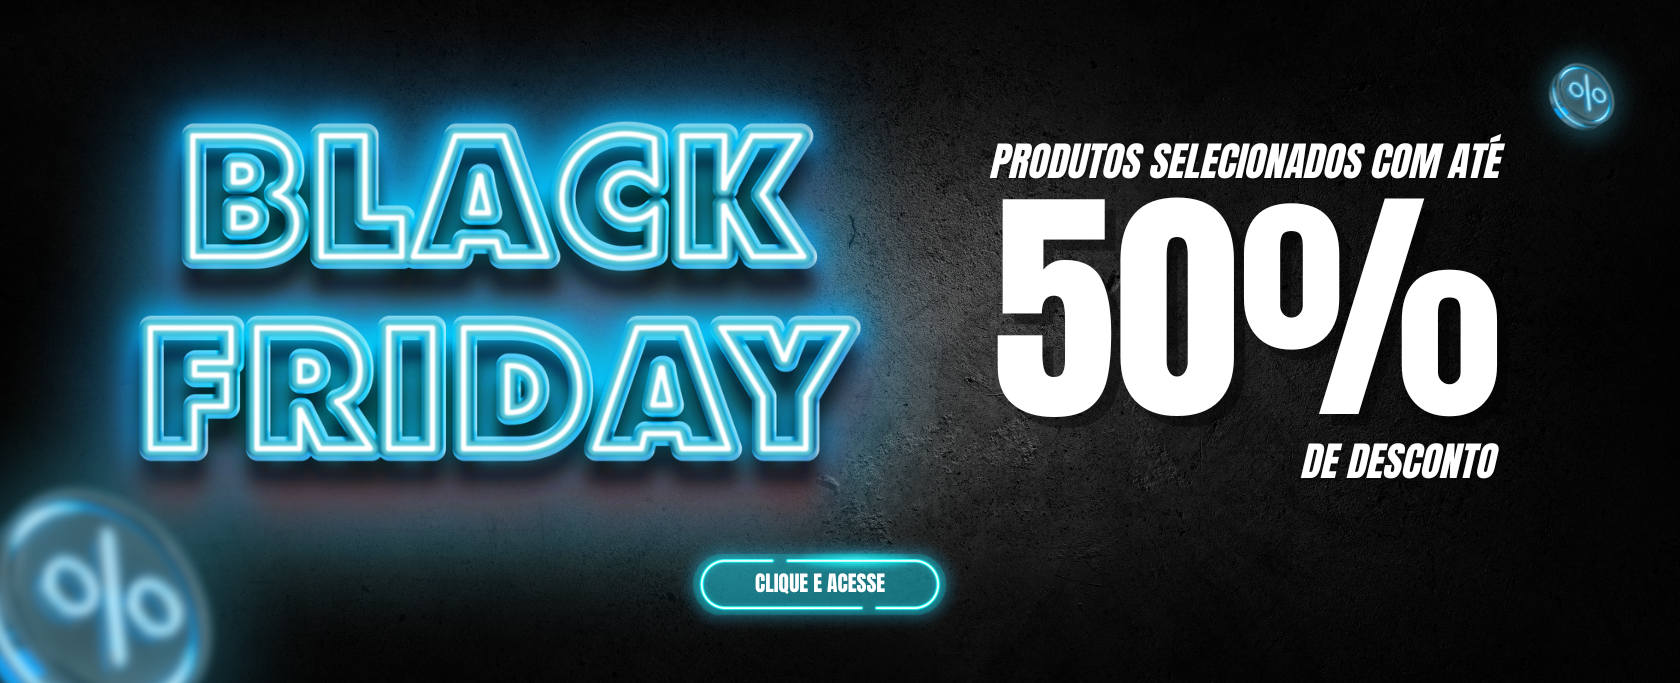 BLACK
FRIDAY
PRODUTOS SELECIONADOS COM ATÉ
50%
DE DESCONTO
CLIQUE E ACESSE
%
%